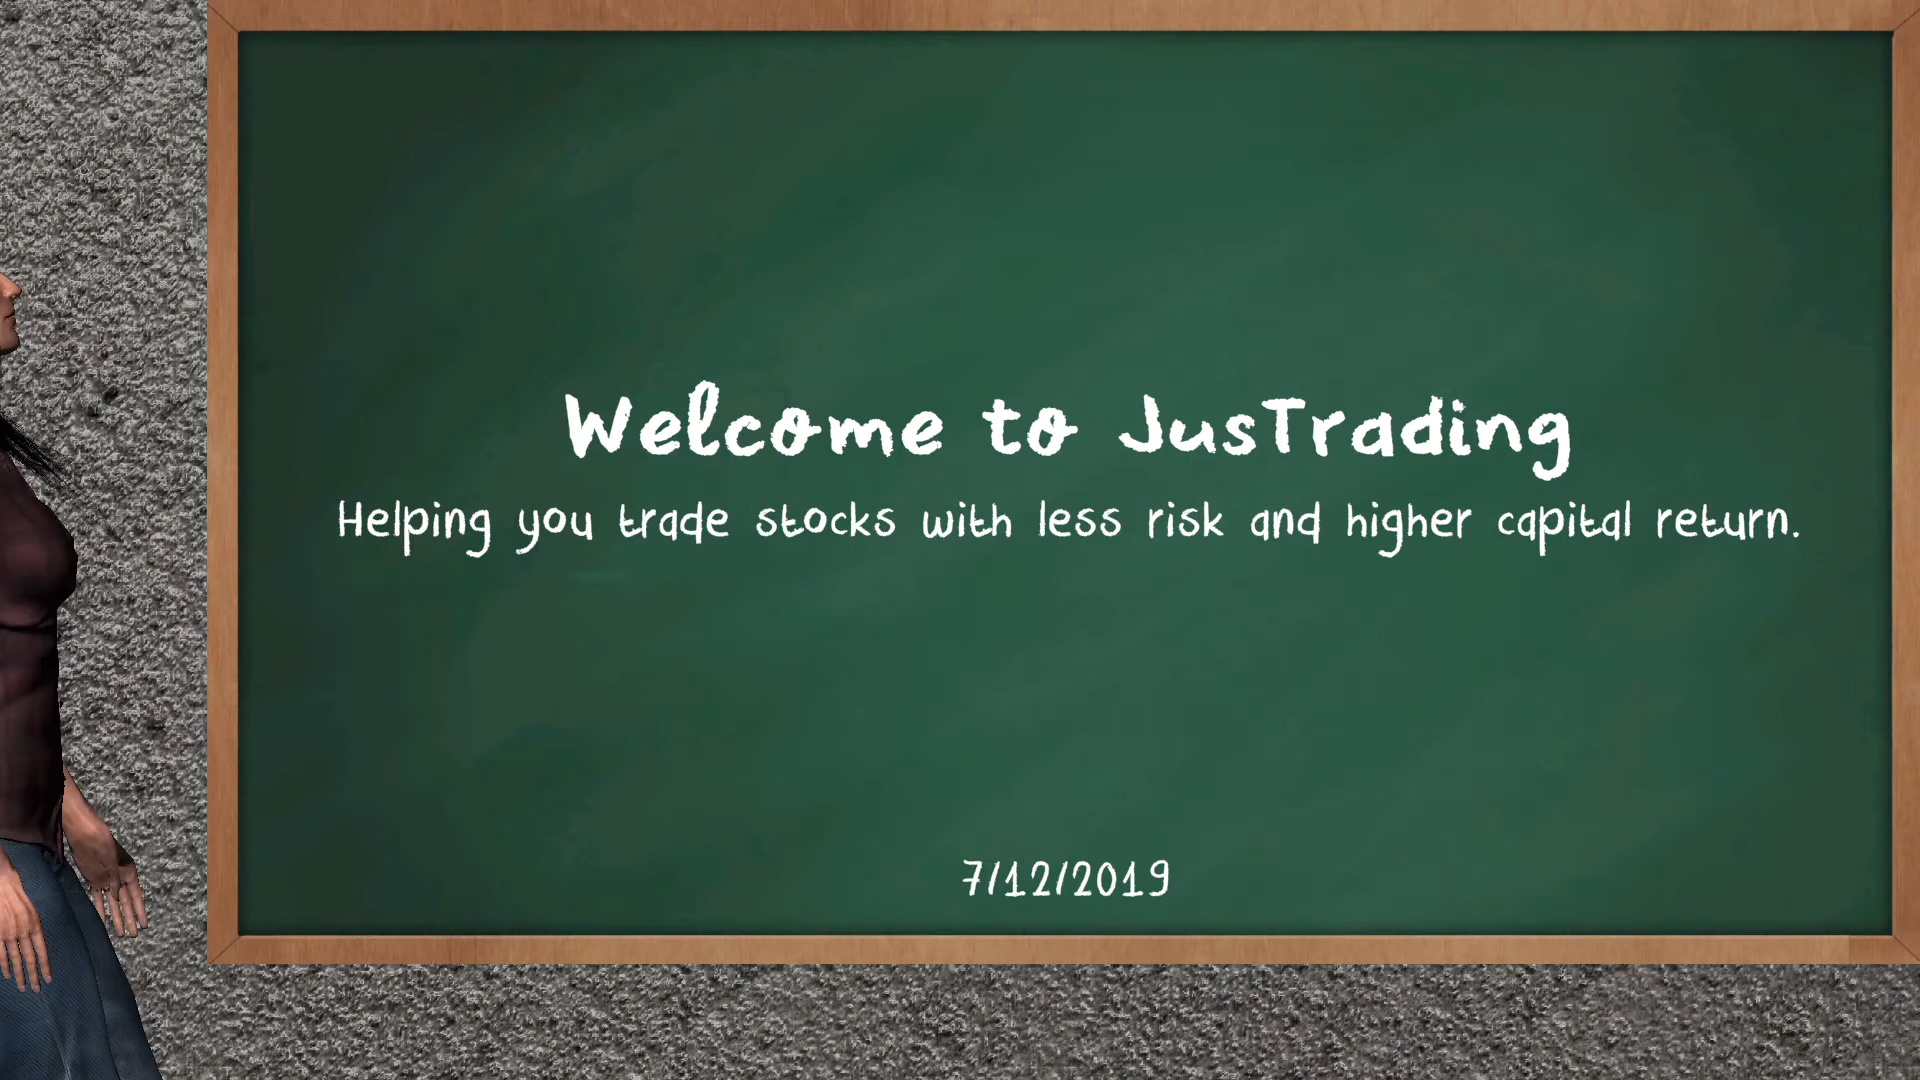 Welcome to JusTrading
Helping you trade stocks with less risk and higher capital return.
7/12/2019